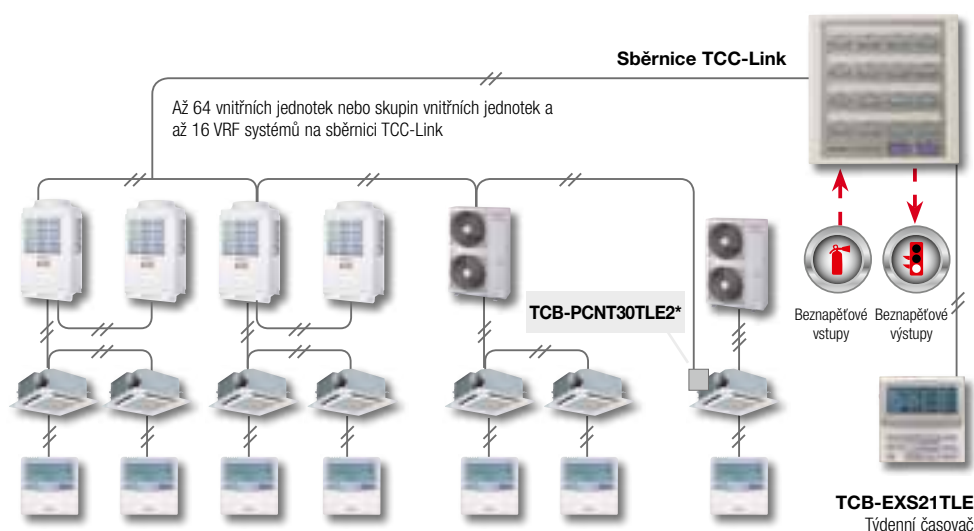 Sběrnice TCC-Link
Až 64 vnitřních jednotek nebo skupin vnitřních jednotek a
až 16 VRF systémů na sběrnici TCC-Link
TCB-PCNT30TLE2*
Beznapěťové
vstupy
Beznapěťové
výstupy
TCB-EXS21TLE
Týdenní časovač